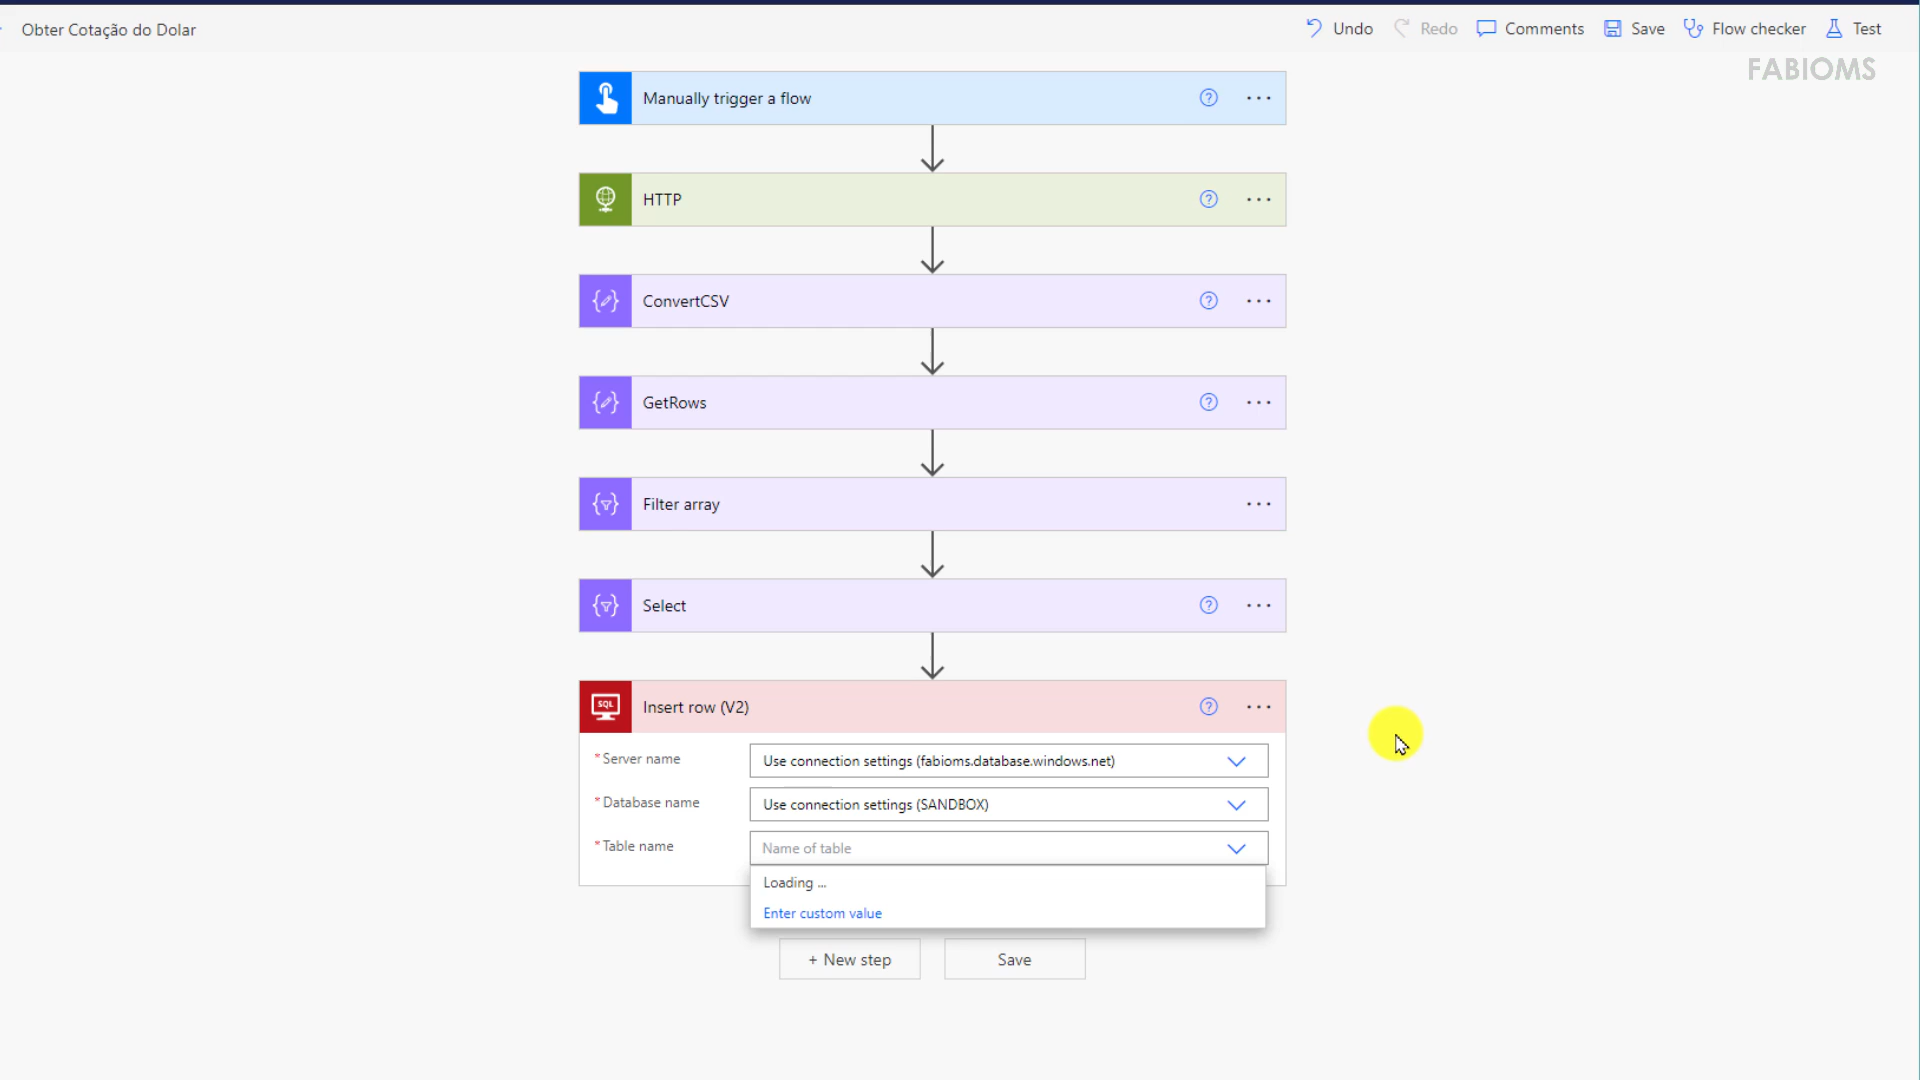 Obter Cotação do Dolar
Undo
Redo
Comments
Save
Flow checker
Test
FABIOMS
Manually trigger a flow
HTTP
ConvertCSV
GetRows
Filter array
Select
SQL
Insert row (V2)
*Server name
Use connection settings (fabioms.database.windows.net)
*Database name
Use connection settings (SANDBOX)
*Table name
Name of table
Loading ...
Enter custom value
+ New step
Save